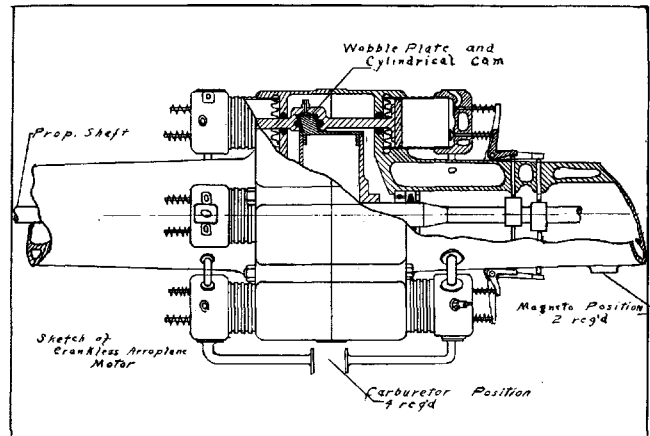 Wobble Plate and
Cylindrical Cam
Prop. Shaft
Magneto Position
2 req'd
Sketch of
Crankless Arroplane
Motor
Carburetor Position
4 req'd